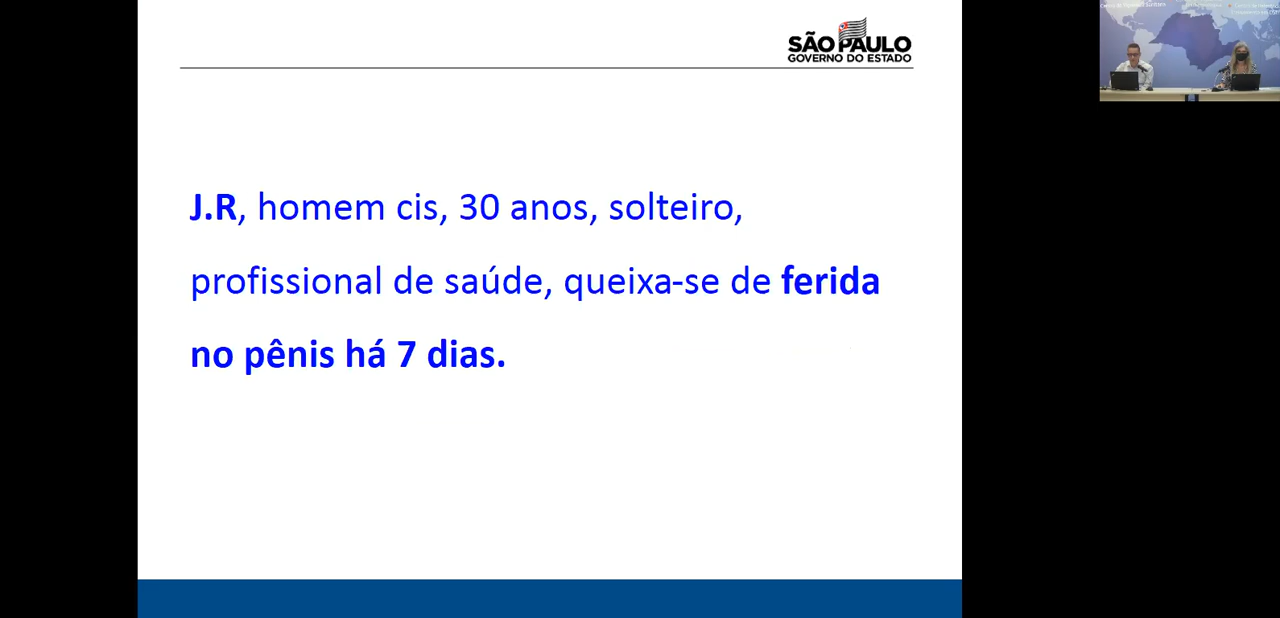 SÃO PAULO
GOVERNO DO ESTADO
J.R, homem cis, 30 anos, solteiro,
profissional de saúde, queixa-se de ferida
no pênis há 7 dias.